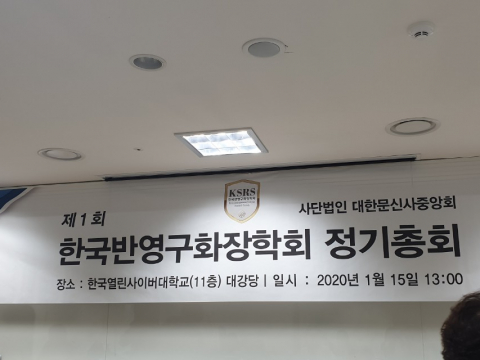 KSRS
제1회
사단법인 대한문신사중앙회
한국반영구화장학회 정기총회
장소 : 한국열린사이버대학교(11층) 대강당 | 일시 : 2020년 1월 15일 13:00